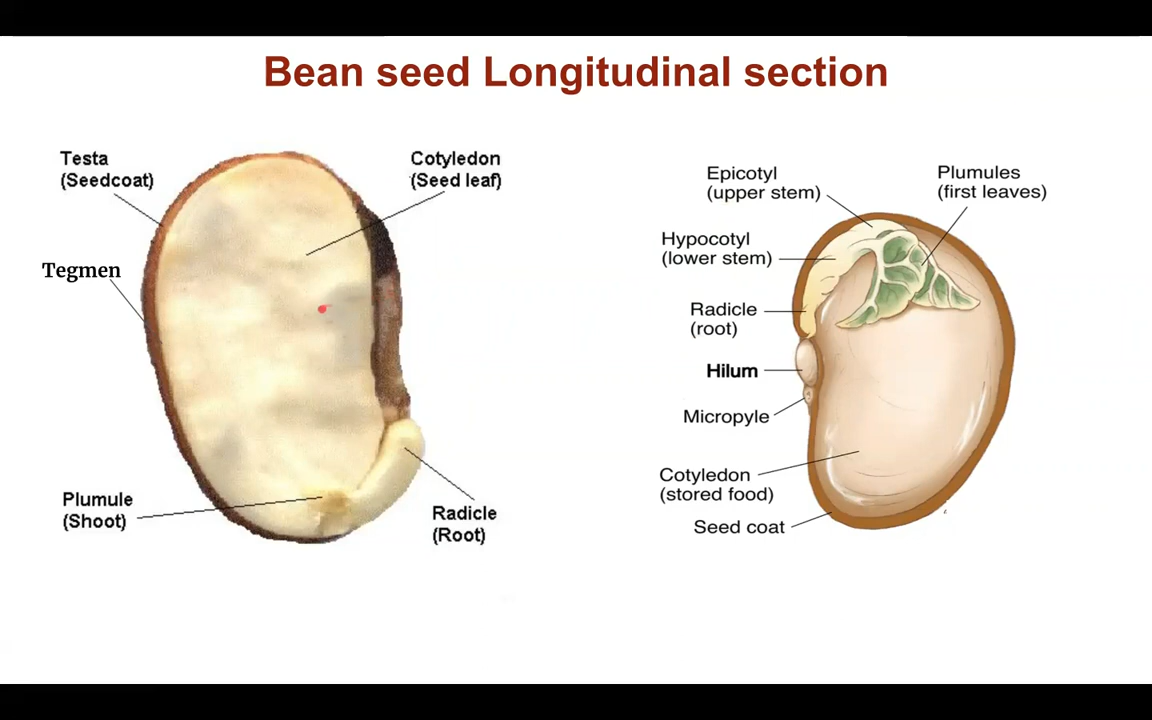 Bean seed Longitudinal section
Testa
(Seedcoat)
Cotyledon
(Seed leaf)
Tegmen
Plumule
(Shoot)
Radicle
(Root)
Epicotyl
(upper stem)
Plumules
(first leaves)
Hypocotyl
(lower stem)
Radicle
(root)
Hilum
Micropyle
Cotyledon
(stored food)
Seed coat